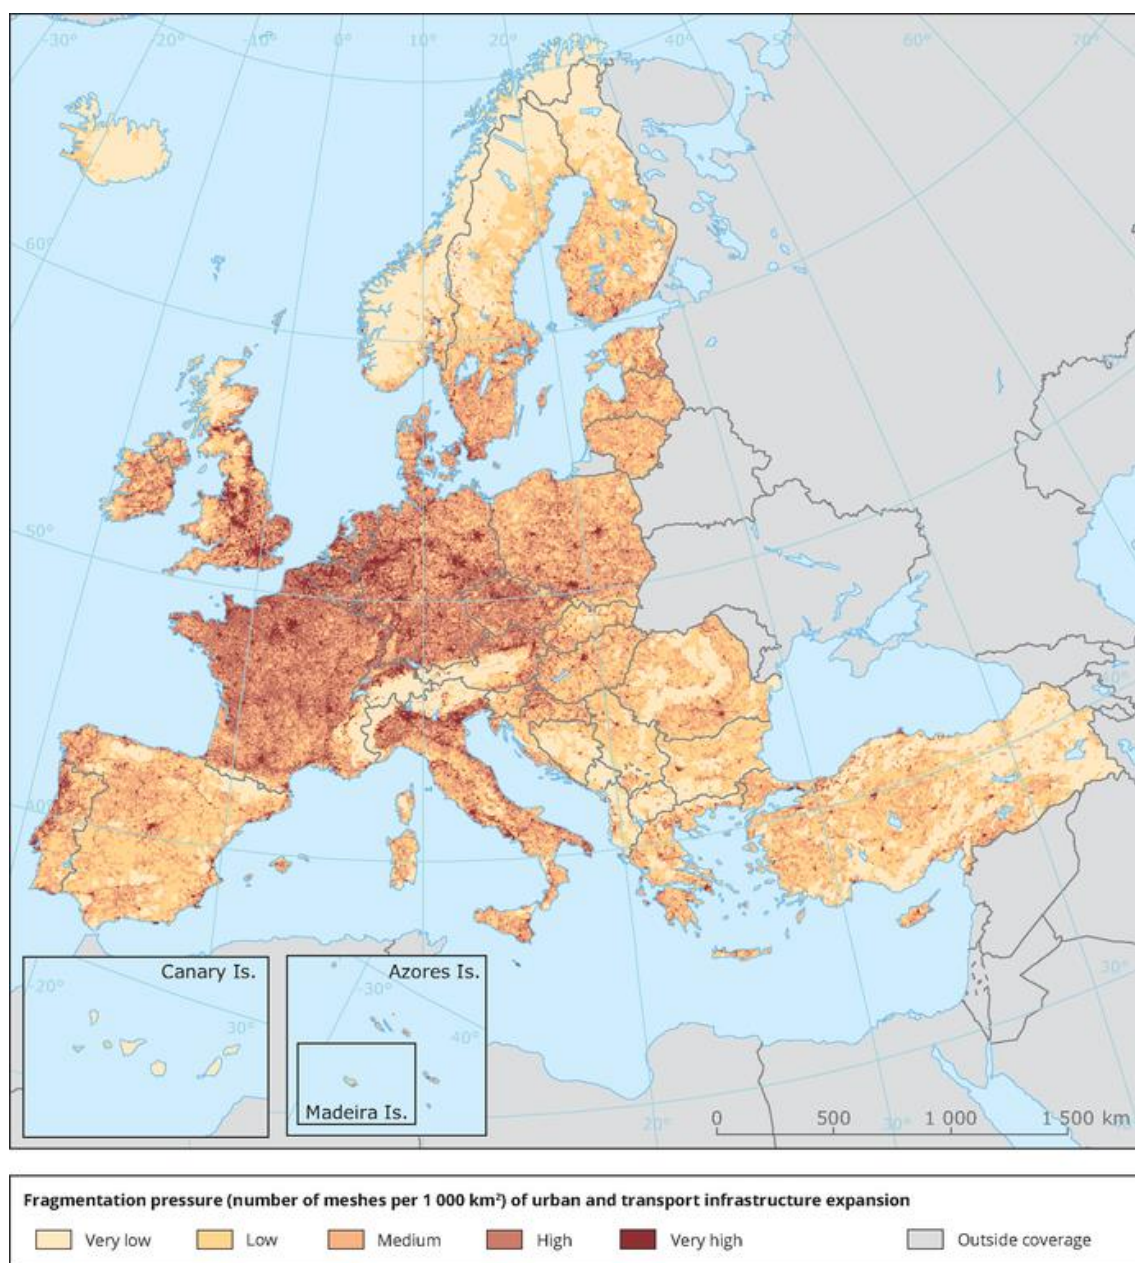 -30° -20° -10° 0° 10° 20° 30° 40° 50° 60° 70°
60°
50°
40°
40°
Canary Is.
-20°
30°
Azores Is.
-30°
40°
Madeira Is.
30°
20°
30°
0 500 1 000 1 500 km
Fragmentation pressure (number of meshes per 1 000 km²) of urban and transport infrastructure expansion
Very low Low Medium High Very high Outside coverage